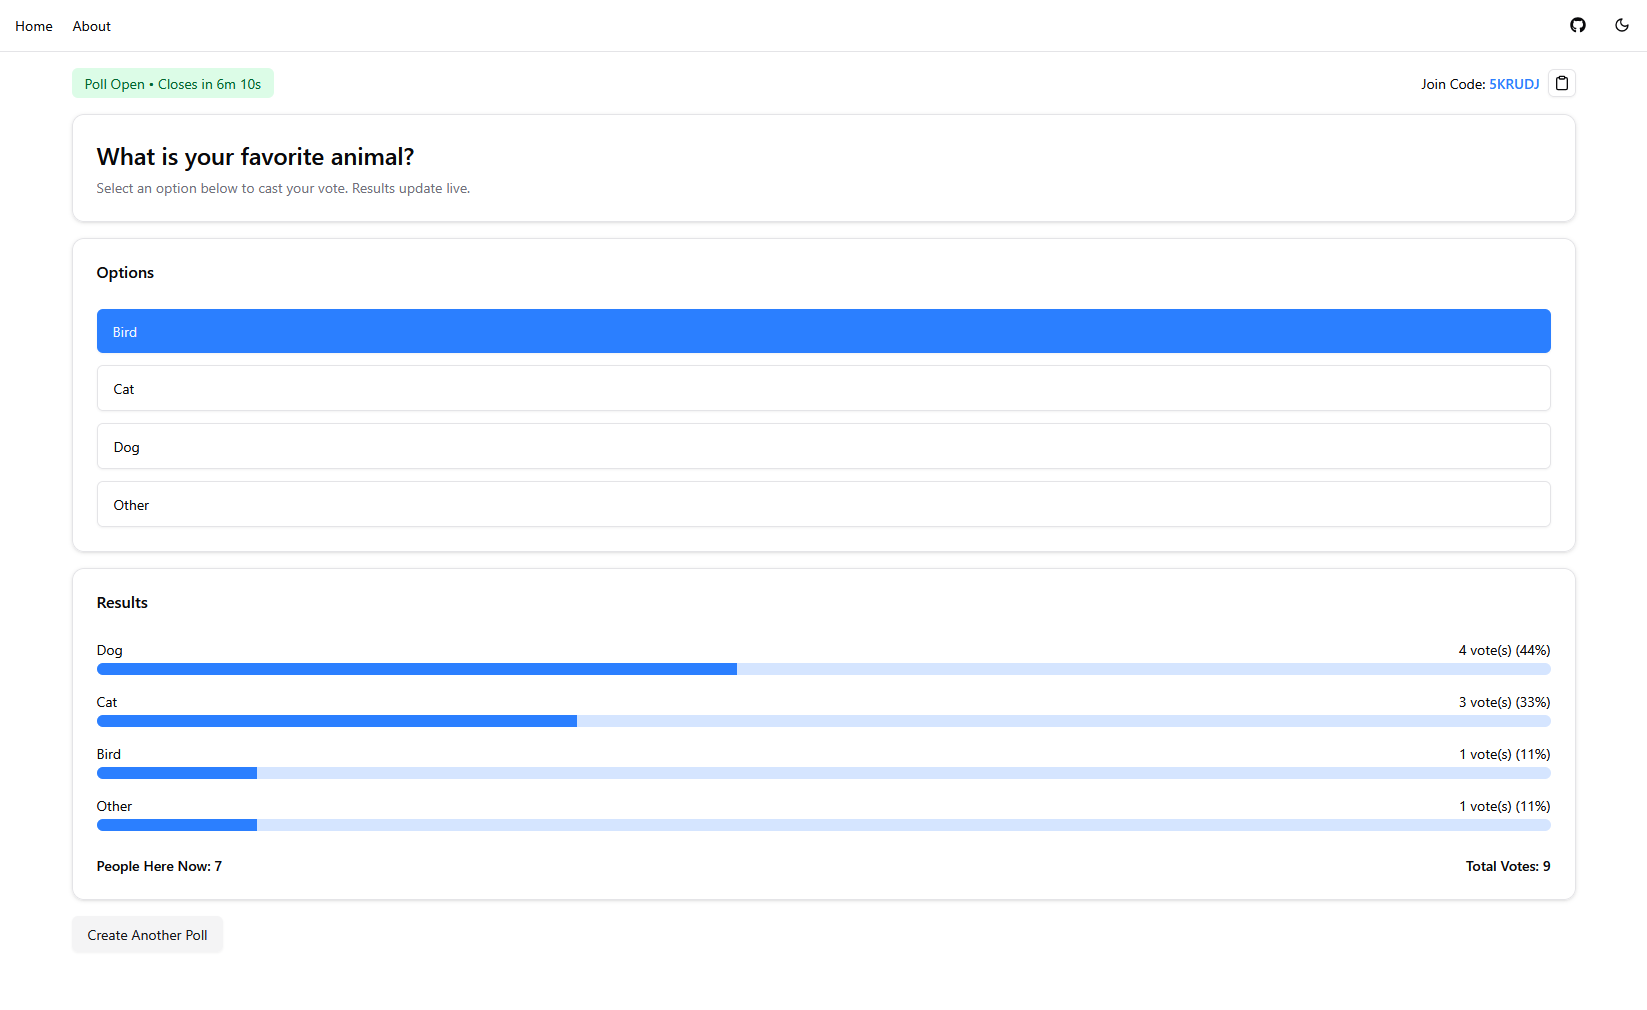 Home About
Poll Open • Closes in 6m 10s Join Code: 5KRUDJ
What is your favorite animal?
Select an option below to cast your vote. Results update live.
Options
Bird
Cat
Dog
Other
Results
Dog 4 vote(s) (44%)
Cat 3 vote(s) (33%)
Bird 1 vote(s) (11%)
Other 1 vote(s) (11%)
People Here Now: 7 Total Votes: 9
Create Another Poll